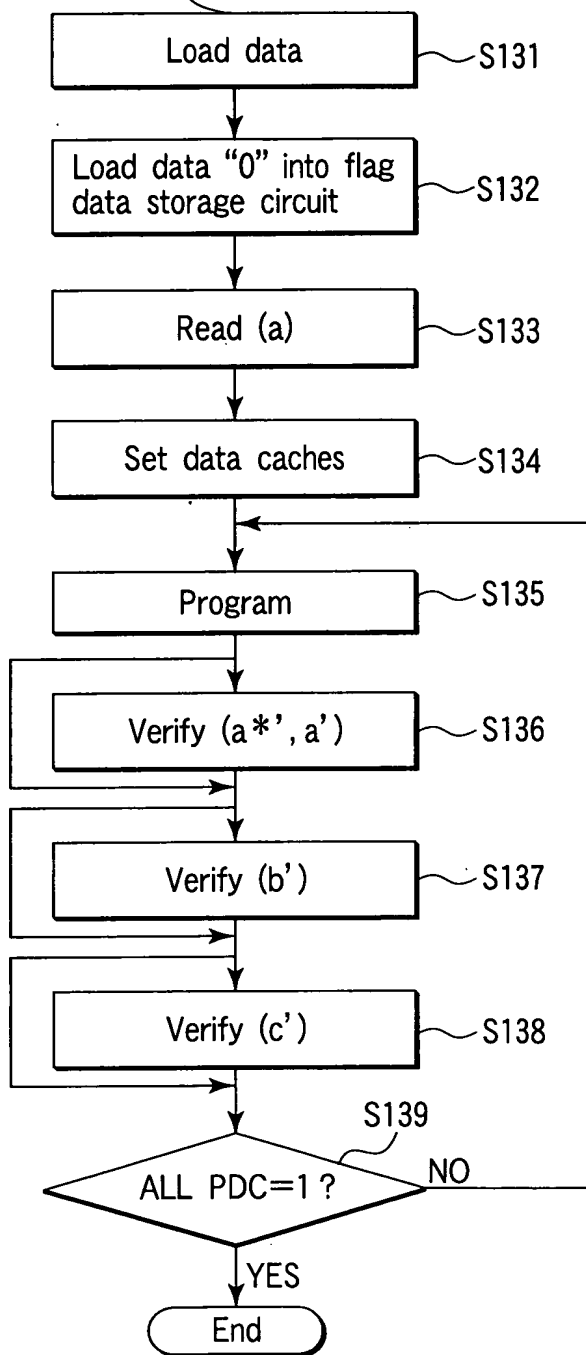 Load data
S131
Load data “0” into flag
data storage circuit
S132
Read (a)
S133
Set data caches
S134
Program
S135
Verify (a*', a')
S136
Verify (b')
S137
Verify (c')
S138
S139
ALL PDC=1 ?
NO
YES
End